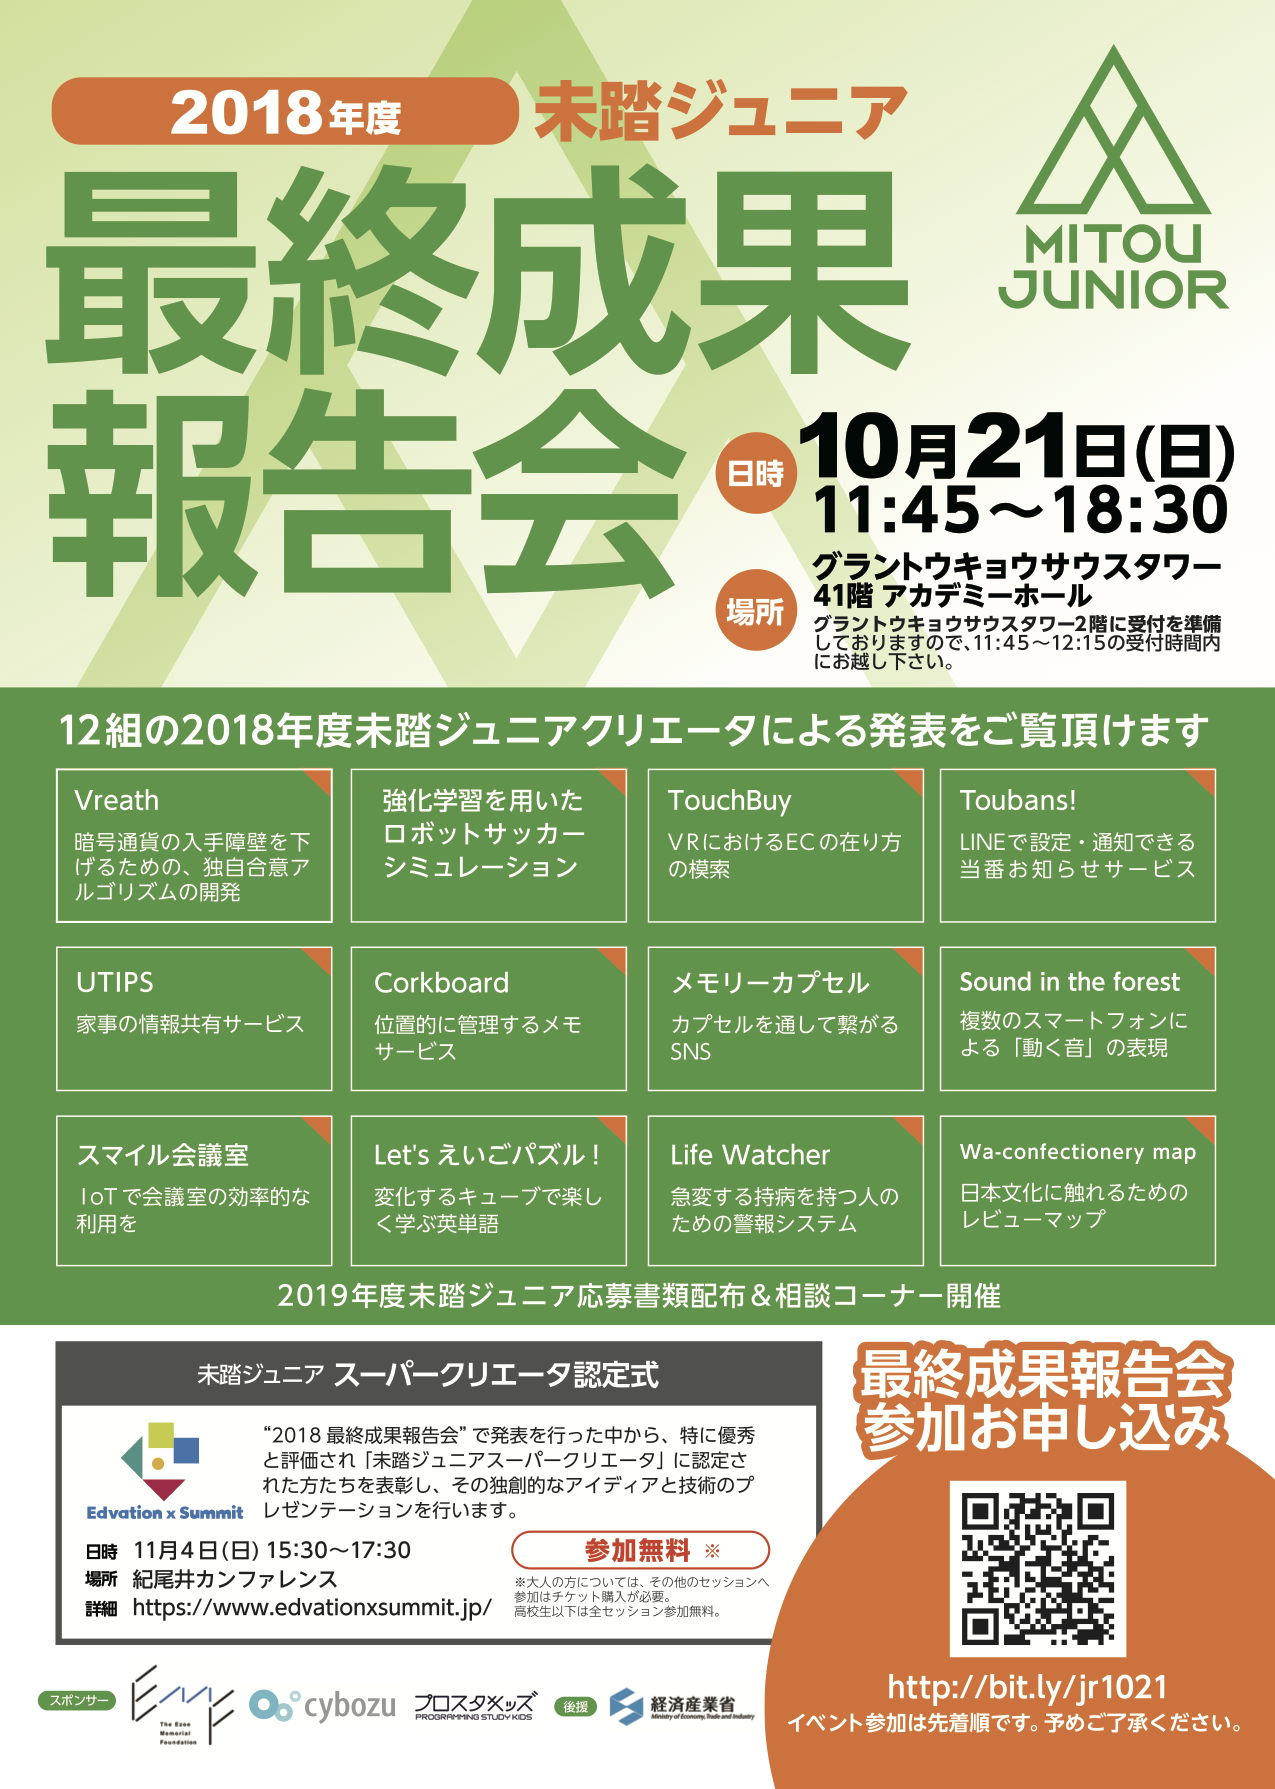 2018年度 未踏ジュニア
最終成果
報告会
MITOU
JUNIOR
日時
10月21日(日)
11:45〜18:30
場所
グラントウキョウサウスタワー
41階 アカデミーホール
グラントウキョウサウスタワー2階に受付を準備
しておりますので、11:45〜12:15の受付時間内
にお越し下さい。
12組の2018年度未踏ジュニアクリエータによる発表をご覧頂けます
Vreath
暗号通貨の入手障壁を下
げるための、独自合意ア
ルゴリズムの開発
強化学習を用いた
ロボットサッカー
シミュレーション
TouchBuy
VRにおけるECの在り方
の模索
Toubans!
LINEで設定・通知できる
当番お知らせサービス
UTIPS
家事の情報共有サービス
Corkboard
位置的に管理するメモ
サービス
メモリーカプセル
カプセルを通して繋がる
SNS
Sound in the forest
複数のスマートフォンに
よる「動く音」の表現
スマイル会議室
IoTで会議室の効率的な
利用を
Let's えいごパズル！
変化するキューブで楽し
く学ぶ英単語
Life Watcher
急変する持病を持つ人の
ための警報システム
Wa-confectionery map
日本文化に触れるための
レビューマップ
2019年度未踏ジュニア応募書類配布＆相談コーナー開催
未踏ジュニア スーパークリエータ認定式
Edvation x Summit
“2018 最終成果報告会” で発表を行った中から、特に優秀
と評価され「未踏ジュニアスーパークリエータ」に認定さ
れた方たちを表彰し、その独創的なアイディアと技術のプ
レゼンテーションを行います。
日時 11月4日(日) 15:30〜17:30
場所 紀尾井カンファレンス
詳細 https://www.edvationxsummit.jp/
参加無料 ※
※大人の方については、その他のセッションへ
参加はチケット購入が必要。
高校生以下は全セッション参加無料。
最終成果報告会
参加お申し込み
http://bit.ly/jr1021
イベント参加は先着順です。予めご了承ください。
スポンサー
The Ezoe
Memorial
Foundation
cybozu
プロスタキッズ
PROGRAMMING STUDY KIDS
後援
経済産業省
Ministry of Economy, Trade and Industry